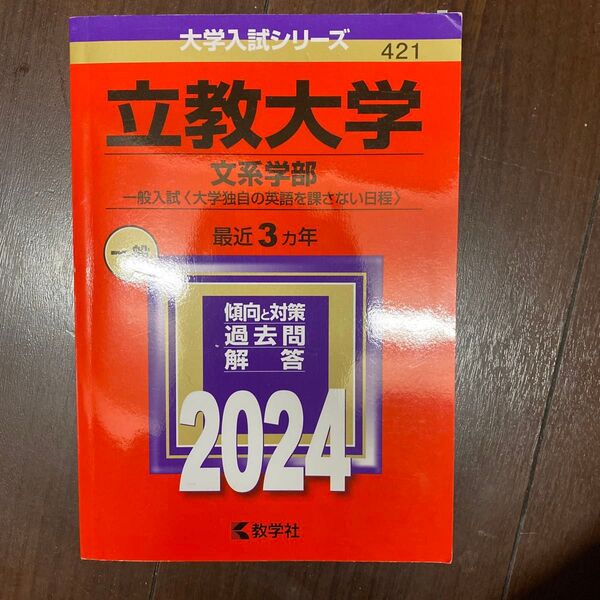 大学入試シリーズ
421
立教大学
文系学部
一般入試〈大学独自の英語を課さない日程〉
最近3カ年
傾向と対策
過去問
解答
2024
教学社